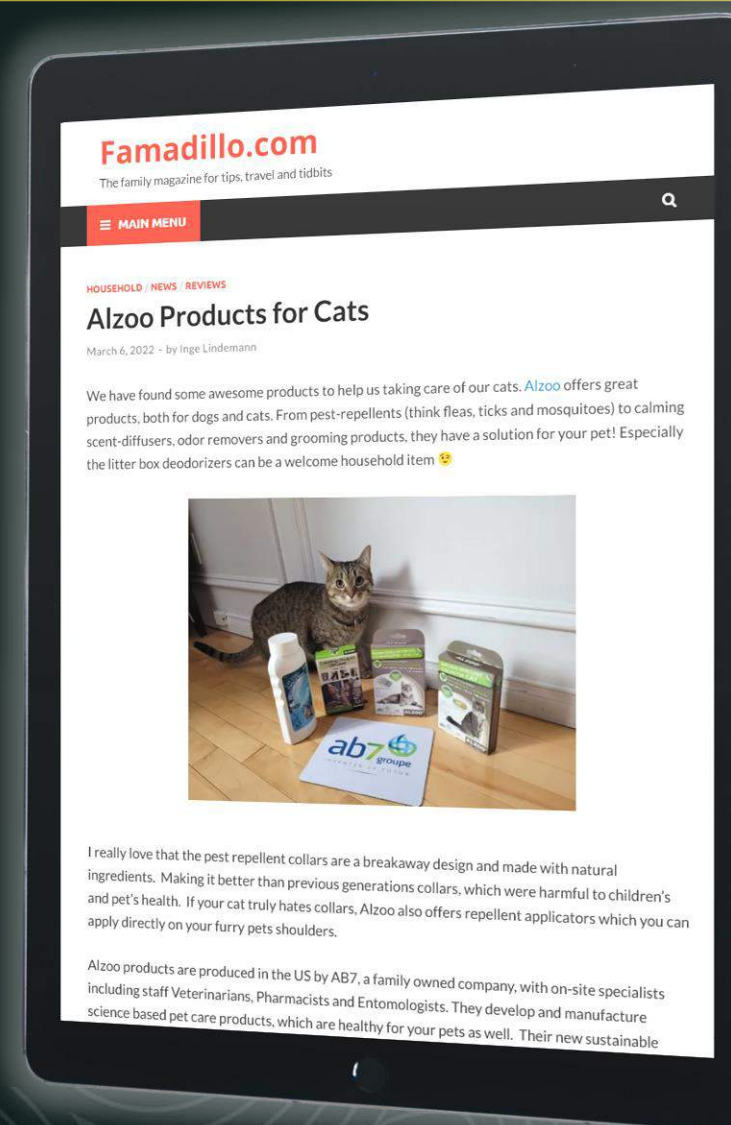 Famadillo.com
The family magazine for tips, travel and tidbits
MAIN MENU
HOUSEHOLD / NEWS / REVIEWS
Alzoo Products for Cats
March 6, 2022 - by Inge Lindemann
We have found some awesome products to help us taking care of our cats. Alzoo offers great
products, both for dogs and cats. From pest-repellents (think fleas, ticks and mosquitoes) to calming
scent-diffusers, odor removers and grooming products, they have a solution for your pet! Especially
the litter box deodorizers can be a welcome household item 😉
ab7
groupe
I really love that the pest repellent collars are a breakaway design and made with natural
ingredients. Making it better than previous generations collars, which were harmful to children's
and pet's health. If your cat truly hates collars, Alzoo also offers repellent applicators which you can
apply directly on your furry pets shoulders.
Alzoo products are produced in the US by AB7, a family owned company, with on-site specialists
including staff Veterinarians, Pharmacists and Entomologists. They develop and manufacture
science based pet care products, which are healthy for your pets as well. Their new sustainable